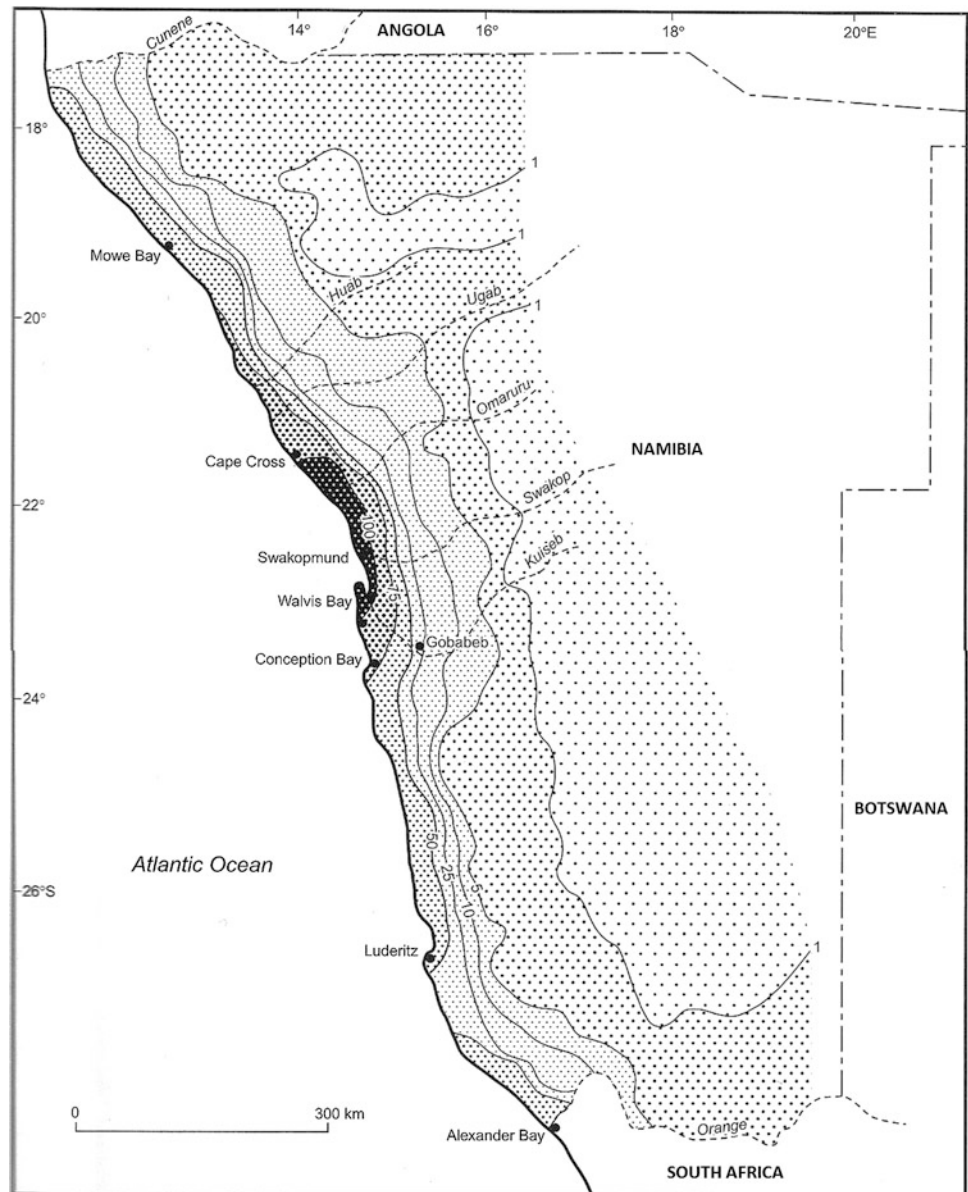 14°
ANGOLA
16°
18°
20°E
Cunene
18°
1
Mowe Bay
1
Huab
Ugab
20°
1
Omaruru
Cape Cross
NAMIBIA
Swakop
22°
100
Kuiseb
Swakopmund
75
Walvis Bay
Gobabeb
Conception Bay
24°
BOTSWANA
50
Atlantic Ocean
25
5
26°S
10
Luderitz
1
0
300 km
Alexander Bay
Orange
SOUTH AFRICA